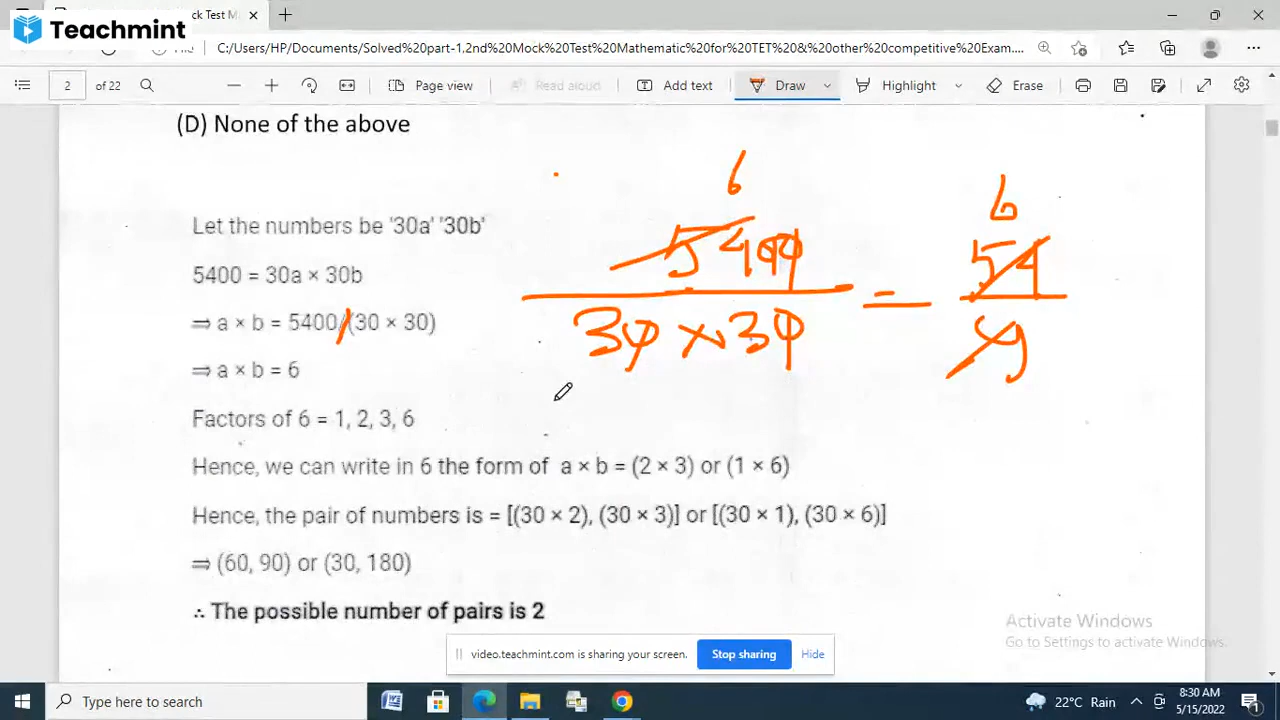 Teachmint
ck Test M
C:/Users/HP/Documents/Solved%20part-1,2nd%20Mock%20Test%20Mathematic%20for%20TET%20&%20other%20competitive%20Exam....
2 of 22
Page view
Read aloud
Add text
Draw
Highlight
Erase
(D) None of the above
Let the numbers be '30a' '30b'
5400 = 30a × 30b
⇒ a × b = 5400/(30 × 30)
⇒ a × b = 6
Factors of 6 = 1, 2, 3, 6
Hence, we can write in 6 the form of a × b = (2 × 3) or (1 × 6)
Hence, the pair of numbers is = [(30 × 2), (30 × 3)] or [(30 × 1), (30 × 6)]
⇒ (60, 90) or (30, 180)
∴ The possible number of pairs is 2
6 6
5400 = 54
30 × 30 9
Activate Windows
Go to Settings to activate Windows.
video.teachmint.com is sharing your screen.
Stop sharing
Hide
Type here to search
22°C Rain
8:30 AM
5/15/2022
1